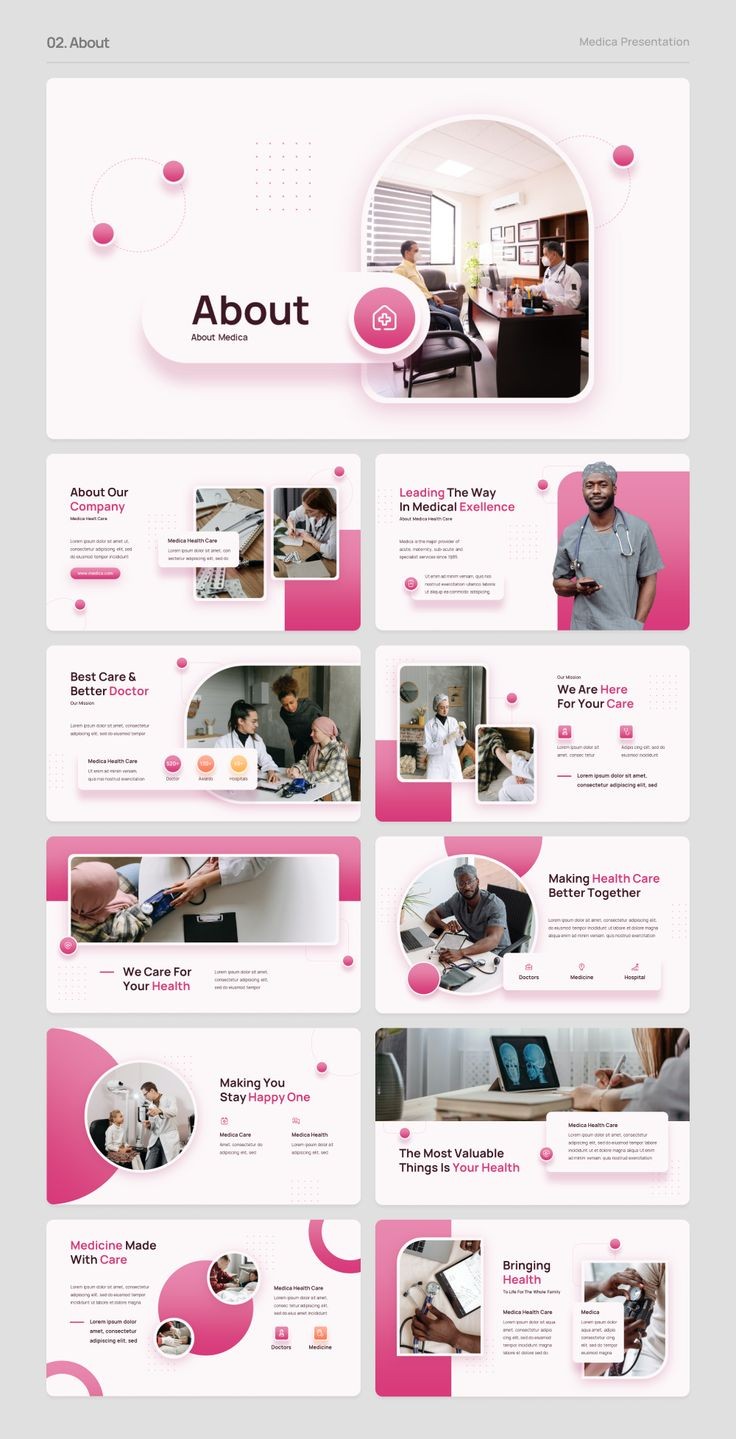 02. About
Medica Presentation
About
About Medica
About Our
Company
Medica Healt Care
Lorem ipsum dolor sit amet, ut,
consectetur adipiscing elit, sed
do eiusmod tempor incididunt
www.medica.com
Medica Health Care
Lorem ipsum dolor sit amet, con
sectetur adipiscing elit, sed do
Leading The Way
In Medical Exellence
About Medica Health Care
Medica is the major provider of
acute, maternity, sub-acute and
specialist services since 1985.
Ut enim ad minim veniam, quis nos
nostrud exercitation ullamco laboris
ut aliquip ea commodo adipiscing
Best Care &
Better Doctor
Our Mission
Lorem ipsum dolor sit amet, consectetur
adipiscing elit, sed do eiusmod tempor
Medica Health Care
Ut enim ad minim veniam,
quis nostrud exercitation
520+
Doctor
Awards
Hospitals
Our Mission
We Are Here
For Your Care
Lorem ipsum dolor sit
amet, consec tetur
Adipis cing elit, sed do
eiusmod incididunt
Lorem ipsum dolor sit amet,
consectetur adipiscing elit, sed
We Care For
Your Health
Lorem ipsum dolor sit amet,
consectetur adipiscing elit,
sed do eiusmod tempor
Making Health Care
Better Together
Lorem ipsum dolor sit amet, consectetur adipiscing elit,
do eiusmod tempor incididunt ut labore et dolore magna
aliqua enim ad minim veniam quis nostrud exercitation
Doctors
Medicine
Hospital
Making You
Stay Happy One
Medica Care
Amet, consectetur do
adipiscing elit, sed
Medica Health
Lorem ipsum dolor sit
adipiscing elit, sed
The Most Valuable
Things Is Your Health
Medica Health Care
Lorem ipsum dolor sit amet, consectetur
adipiscing elit, sed do eiusmod tempor labore
incididunt ut et dolore magna aliqua Ut enim
ad minim veniam, quis nostrud exercitation
Medicine Made
With Care
Lorem ipsum dolor sit amet, consectetur
adipiscing elit, sed do eiusmod tempor
incididunt ut labore et dolore magna
Lorem ipsum dolor
amet, consectetur
adipiscing elit, sed
Medica Health Care
Lorem ipsum dolor sit amet,
consec tetur adipiscing elit,
sed do eius amet incididunt
Doctors
Medicine
Bringing
Health
To Life For The Whole Family
Medica Health Care
Lorem ipsum dolor sit aqua
amet, consectetur adipiscing
elit, sed do eiusmod
tempor incididunt magna
labore et dolore sed do
Medica
Lorem ipsum dolor
aqua amet, adipis
consectetur cing
elit, sed do eiusmod
magna